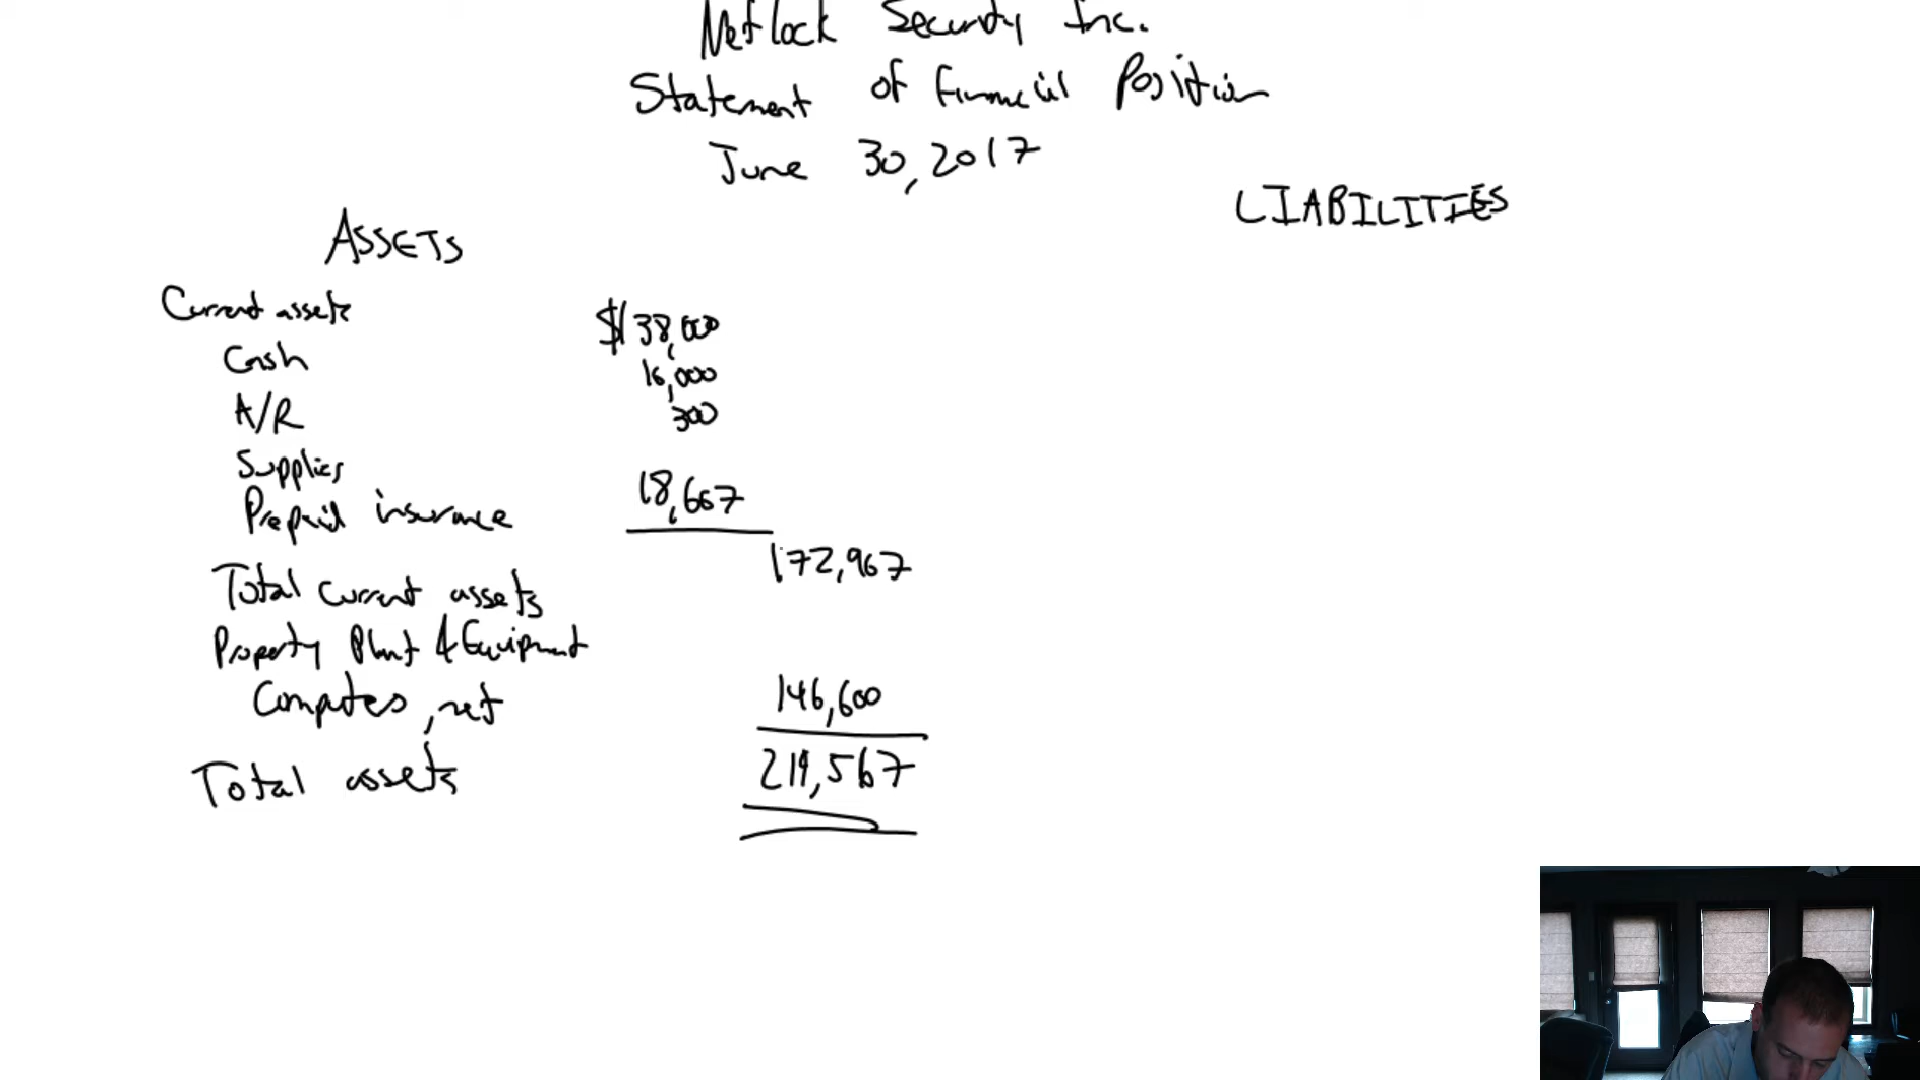 Netlock Security Inc.
Statement of Financial Position
June 30, 2017
LIABILITIES
ASSETS
Current assets
$138,000
Cash
16,000
A/R
300
Supplies
18,667
Prepaid insurance
172,967
Total current assets
Property Plant & Equipment
Computers, net
146,600
Total assets
219,567